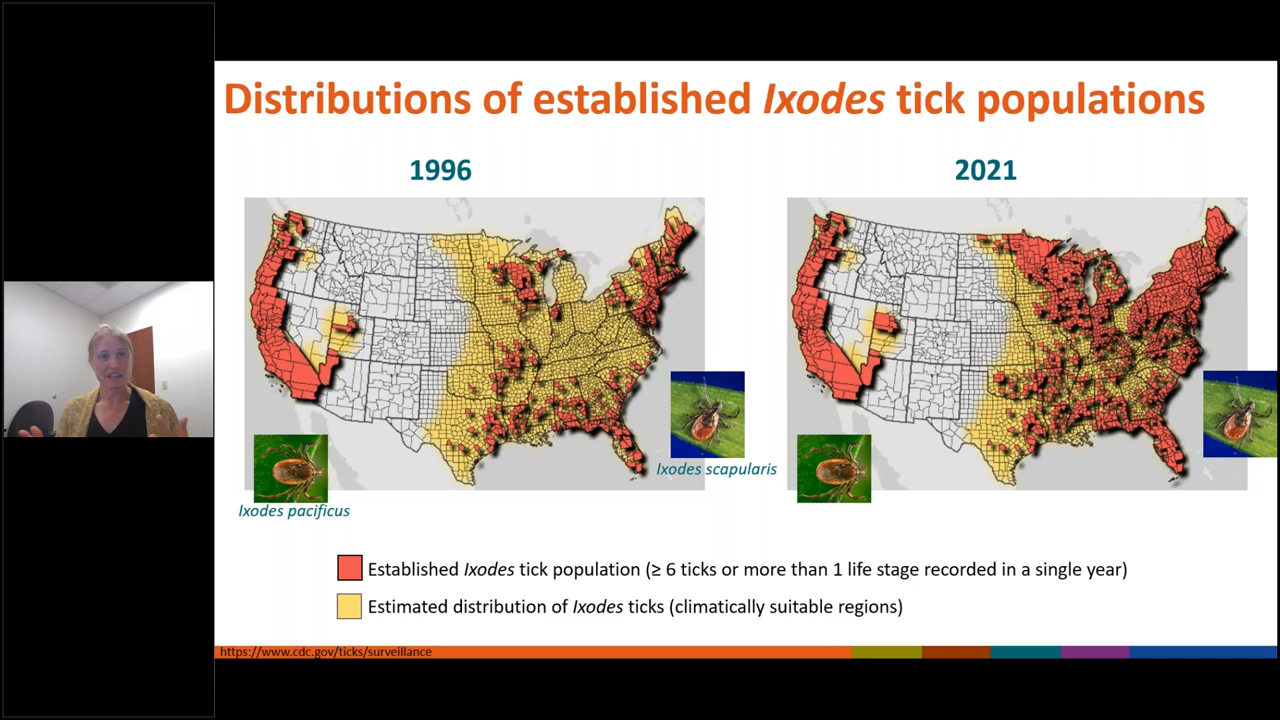 Distributions of established Ixodes tick populations
1996
2021
Ixodes scapularis
Ixodes pacificus
Established Ixodes tick population (≥ 6 ticks or more than 1 life stage recorded in a single year)
Estimated distribution of Ixodes ticks (climatically suitable regions)
https://www.cdc.gov/ticks/surveillance